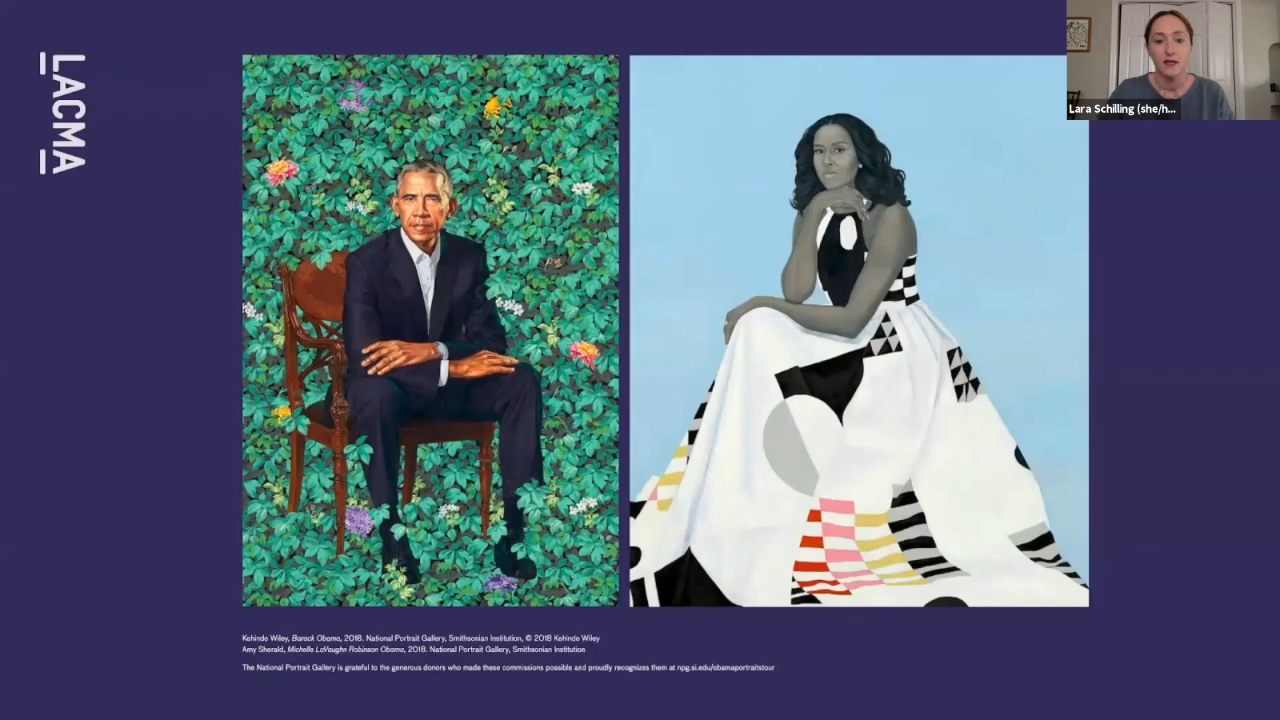 LACMA
Lara Schilling (she/h...
Kehinde Wiley, Barack Obama, 2018. National Portrait Gallery, Smithsonian Institution, © 2018 Kehinde Wiley
Amy Sherald, Michelle LaVaughn Robinson Obama, 2018. National Portrait Gallery, Smithsonian Institution
The National Portrait Gallery is grateful to the generous donors who made these commissions possible and proudly recognizes them at npg.si.edu/obamaportraitstour